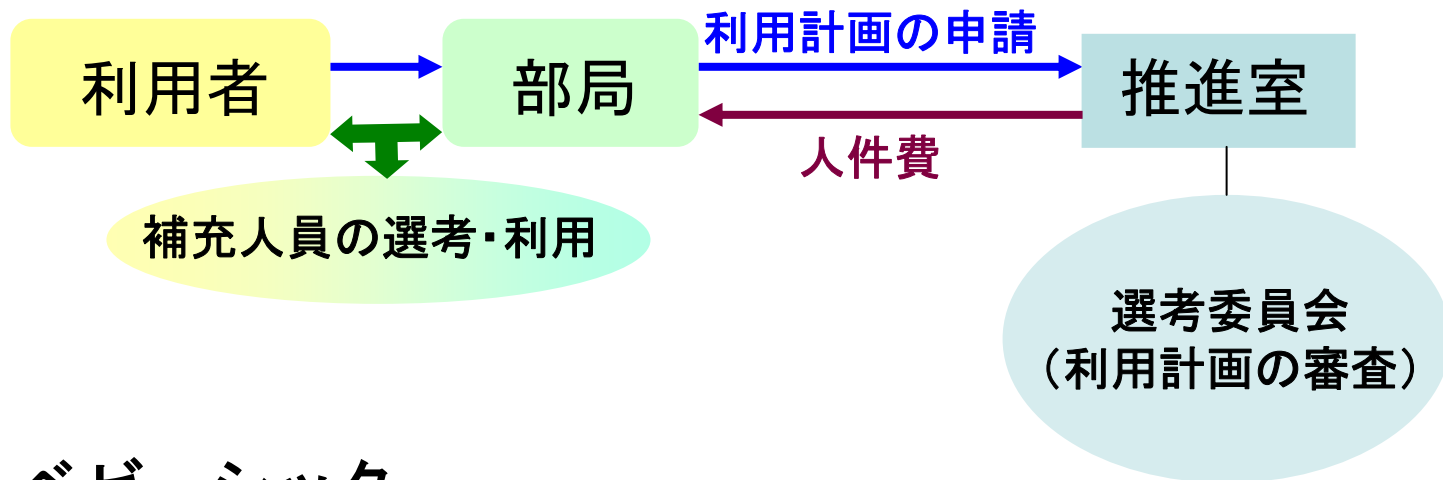 利用者
部局
利用計画の申請
推進室
人件費
補充人員の選考・利用
選考委員会
（利用計画の審査）